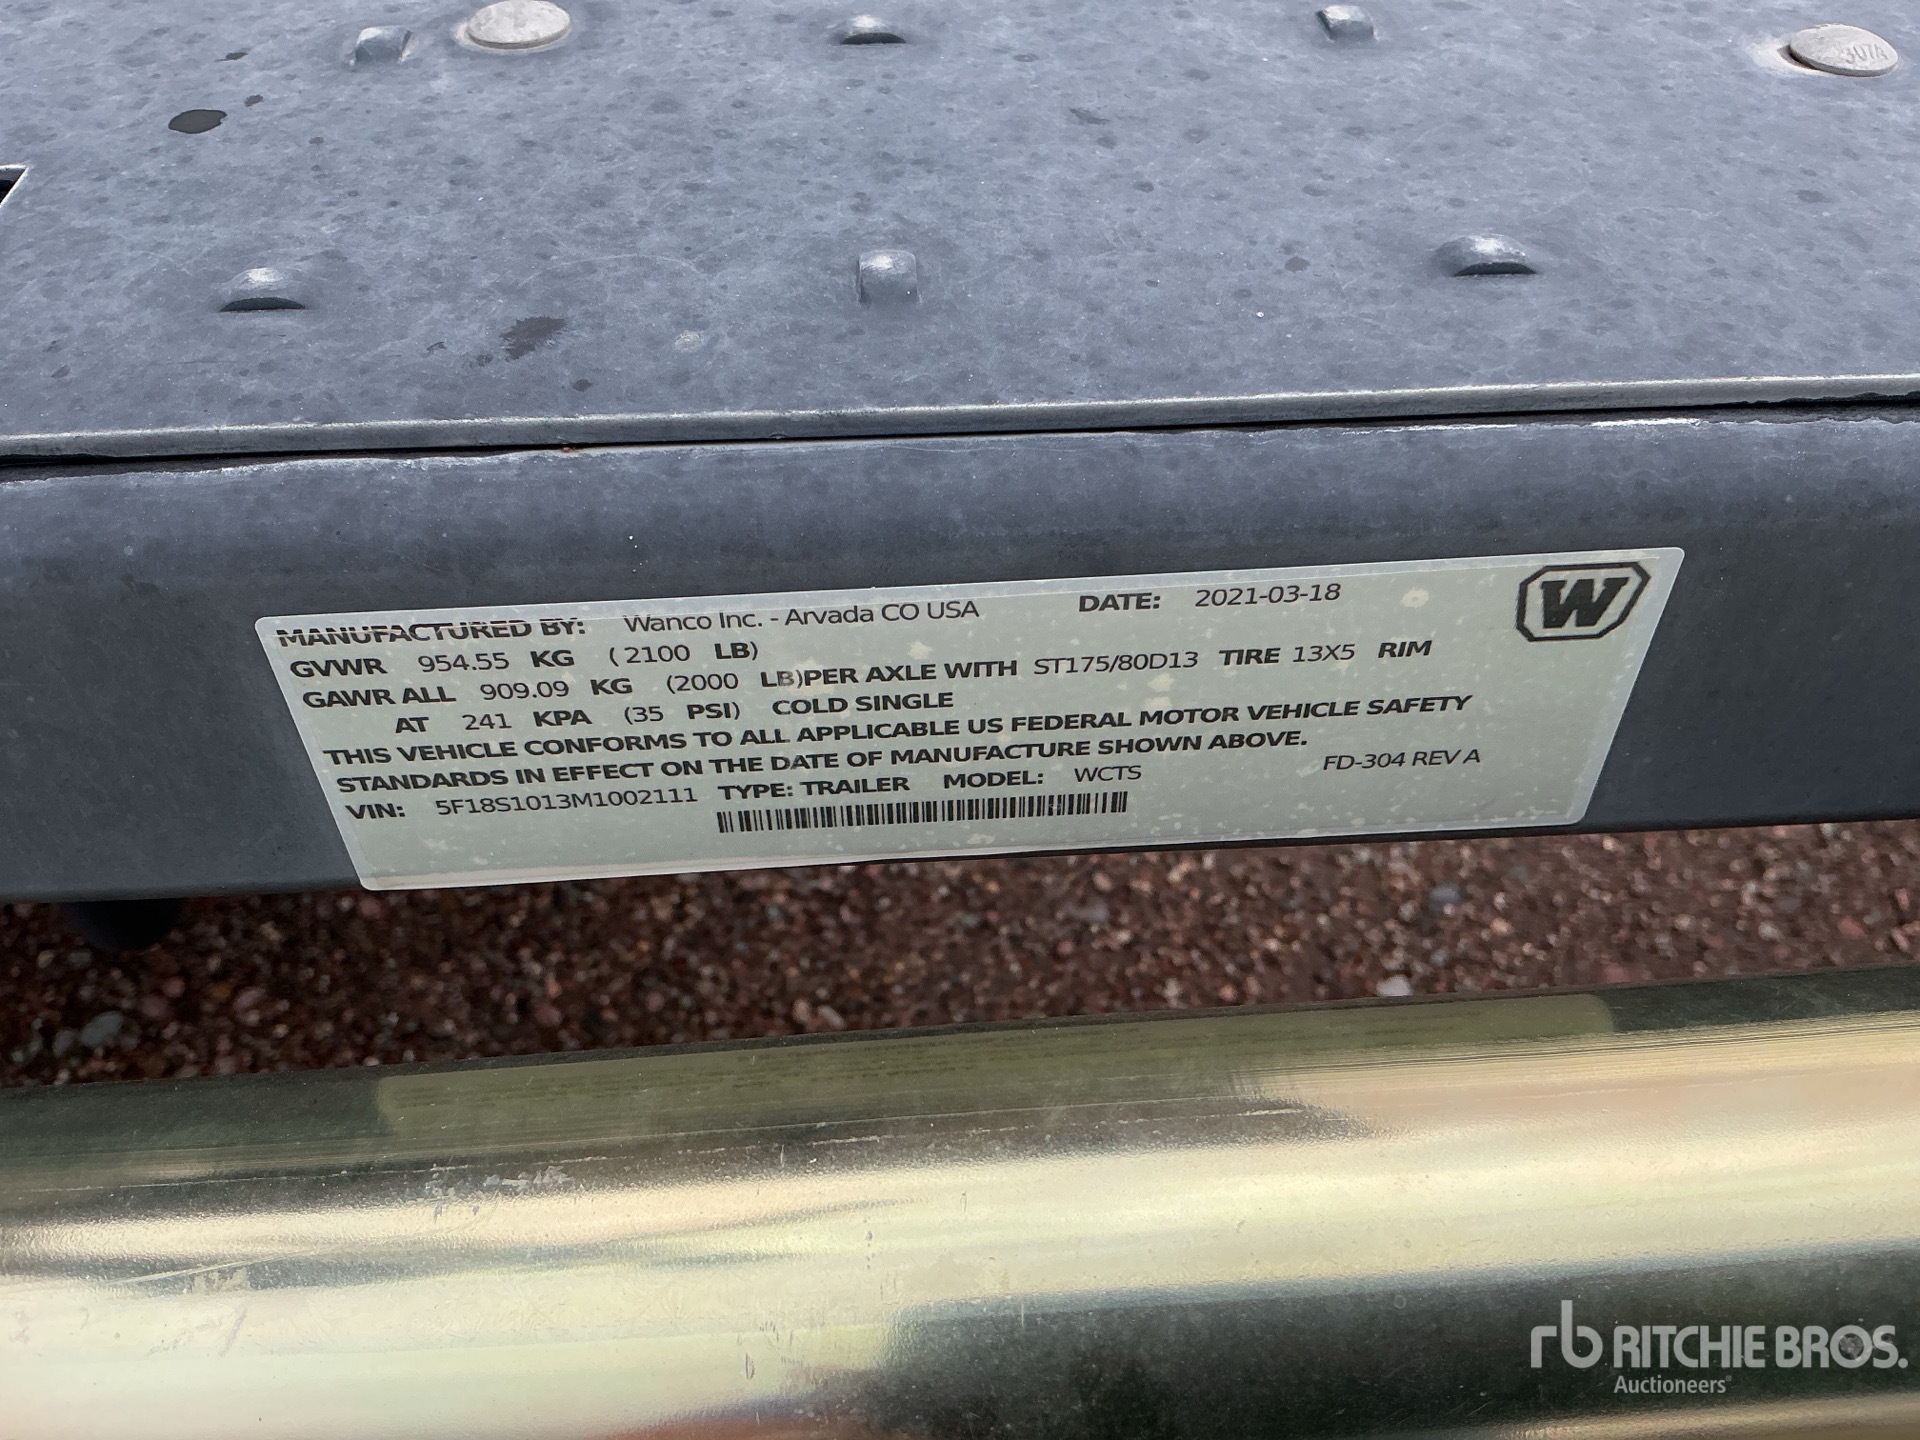 307A
MANUFACTURED BY: Wanco Inc. - Arvada CO USA DATE: 2021-03-18
W
GVWR 954.55 KG (2100 LB)
GAWR ALL 909.09 KG (2000 LB)PER AXLE WITH ST175/80D13 TIRE 13X5 RIM
AT 241 KPA (35 PSI) COLD SINGLE
THIS VEHICLE CONFORMS TO ALL APPLICABLE US FEDERAL MOTOR VEHICLE SAFETY
STANDARDS IN EFFECT ON THE DATE OF MANUFACTURE SHOWN ABOVE.
VIN: 5F18S1013M1002111 TYPE: TRAILER MODEL: WCTS FD-304 REV A
rb RITCHIE BROS.
Auctioneers